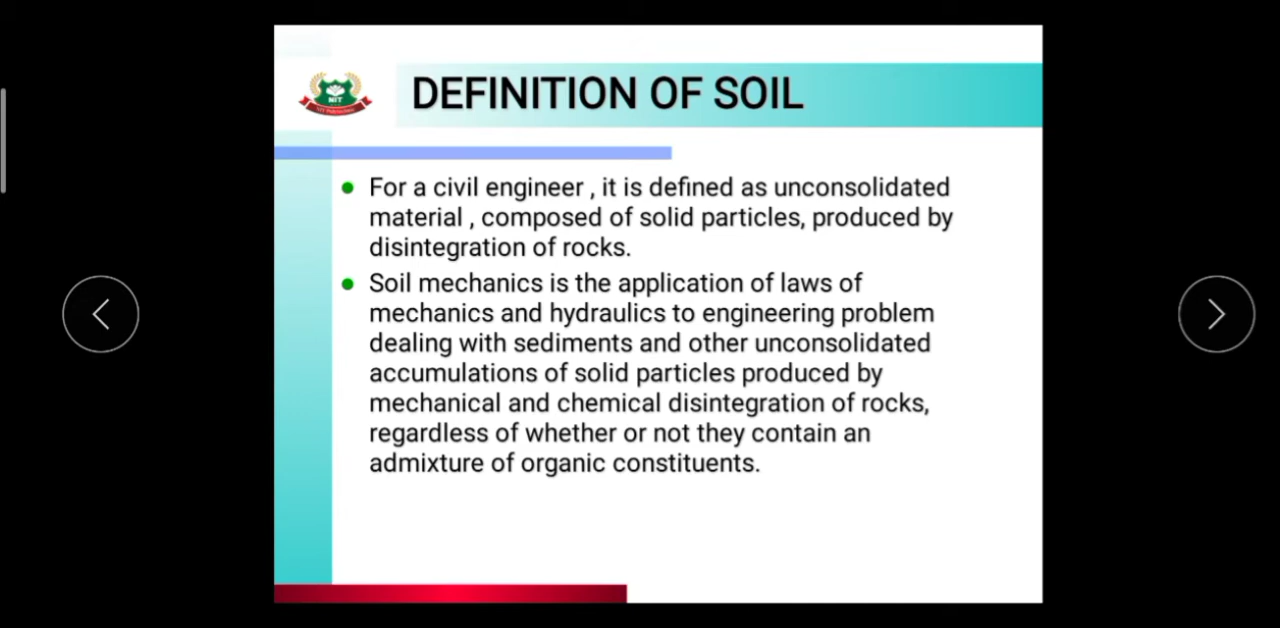 NIT
DEFINITION OF SOIL
For a civil engineer , it is defined as unconsolidated
material , composed of solid particles, produced by
disintegration of rocks.
Soil mechanics is the application of laws of
mechanics and hydraulics to engineering problem
dealing with sediments and other unconsolidated
accumulations of solid particles produced by
mechanical and chemical disintegration of rocks,
regardless of whether or not they contain an
admixture of organic constituents.